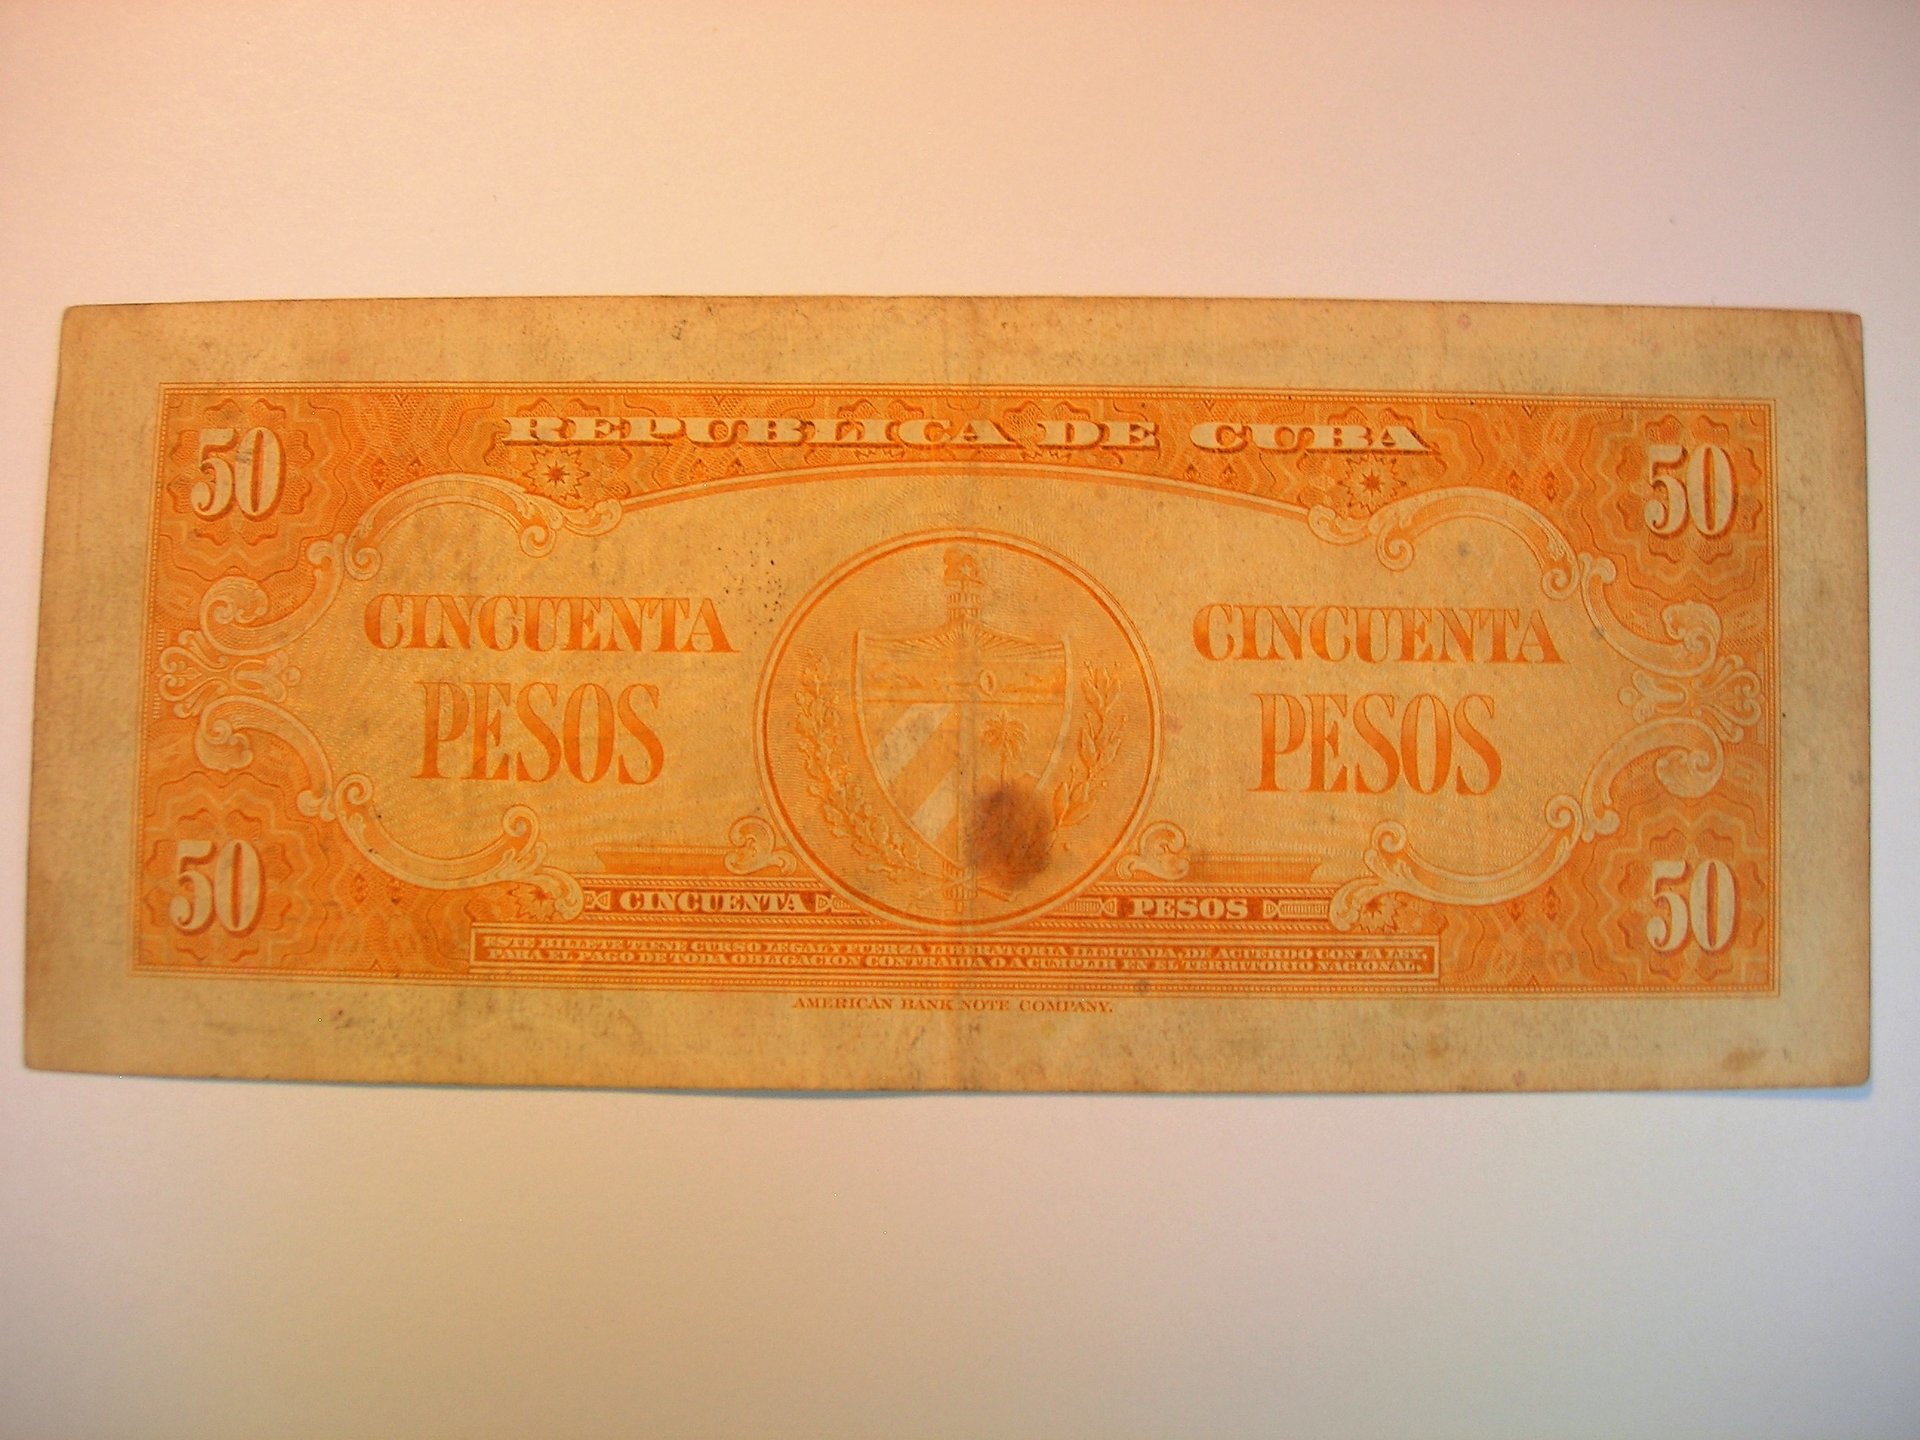 REPUBLICA DE CUBA
50 50
CINCUENTA CINCUENTA
PESOS PESOS
50 50
CINCUENTA PESOS
ESTE BILLETE TIENE CURSO LEGAL Y FUERZA LIBERATORIA ILIMITADA, DE ACUERDO CON LA LEY,
PARA EL PAGO DE TODA OBLIGACION CONTRAIDA O A CUMPLIR EN EL TERRITORIO NACIONAL.
AMERICAN BANK NOTE COMPANY.